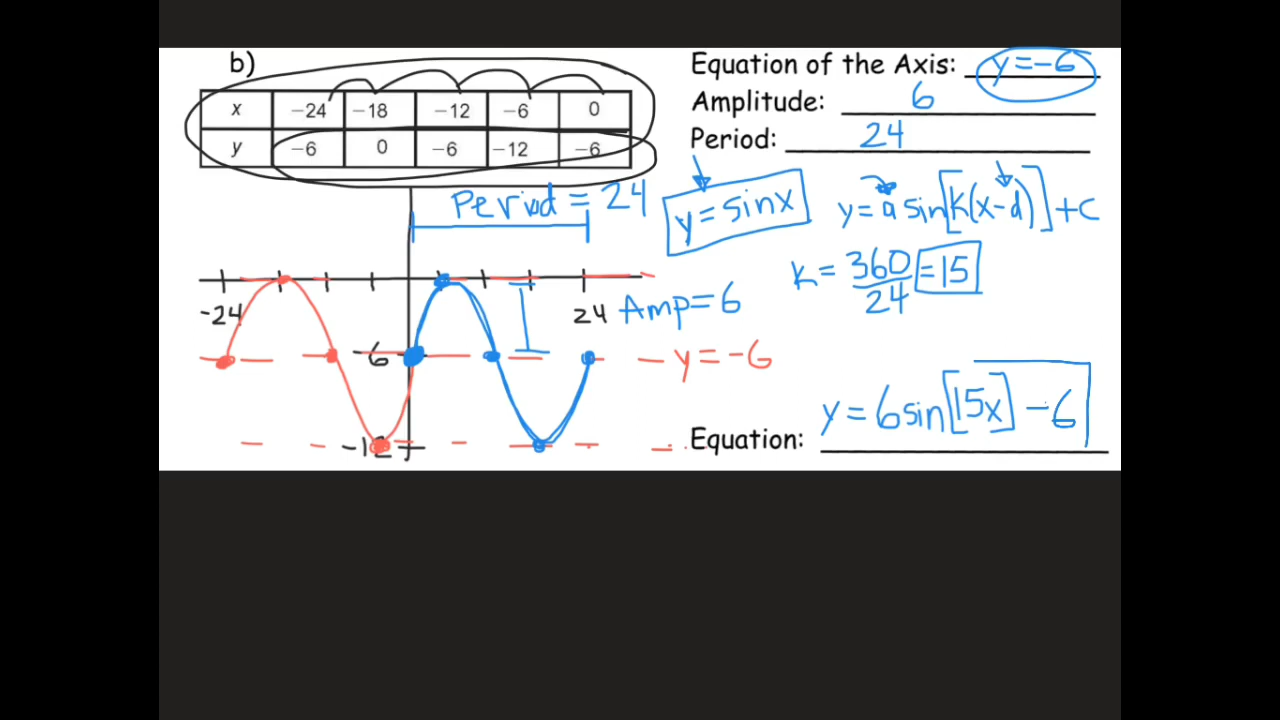 b)
x −24 −18 −12 −6 0
y −6 0 −6 −12 −6
Equation of the Axis: y=-6
Amplitude: 6
Period: 24
Period = 24
y = sinx
y = a sin[k(x-d)]+c
k = 360/24 = 15
-24
24
Amp=6
-6
y = -6
-12
Equation: y = 6sin[15x] -6